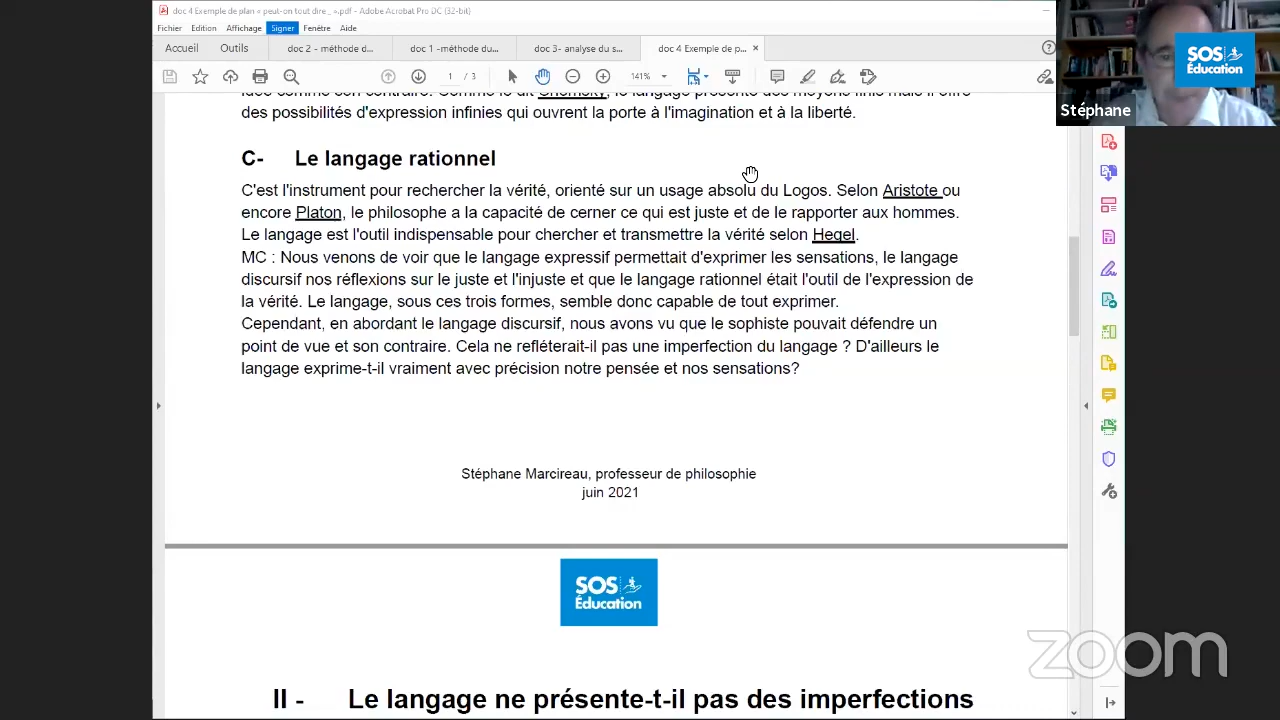 doc 4 Exemple de plan « peut-on tout dire_ ».pdf - Adobe Acrobat Pro DC (32-bit)
Fichier Edition Affichage Signer Fenêtre Aide
Accueil Outils doc 2 - méthode d... doc 1 -méthode du... doc 3- analyse du s... doc 4 Exemple de p... ×
1 / 3 141%
SOS
Éducation
Stéphane
des possibilités d'expression infinies qui ouvrent la porte à l'imagination et à la liberté.
C- Le langage rationnel
C'est l'instrument pour rechercher la vérité, orienté sur un usage absolu du Logos. Selon Aristote ou
encore Platon, le philosophe a la capacité de cerner ce qui est juste et de le rapporter aux hommes.
Le langage est l'outil indispensable pour chercher et transmettre la vérité selon Hegel.
MC : Nous venons de voir que le langage expressif permettait d'exprimer les sensations, le langage
discursif nos réflexions sur le juste et l'injuste et que le langage rationnel était l'outil de l'expression de
la vérité. Le langage, sous ces trois formes, semble donc capable de tout exprimer.
Cependant, en abordant le langage discursif, nous avons vu que le sophiste pouvait défendre un
point de vue et son contraire. Cela ne refléterait-il pas une imperfection du langage ? D'ailleurs le
langage exprime-t-il vraiment avec précision notre pensée et nos sensations?
Stéphane Marcireau, professeur de philosophie
juin 2021
SOS
Éducation
zoom
II - Le langage ne présente-t-il pas des imperfections